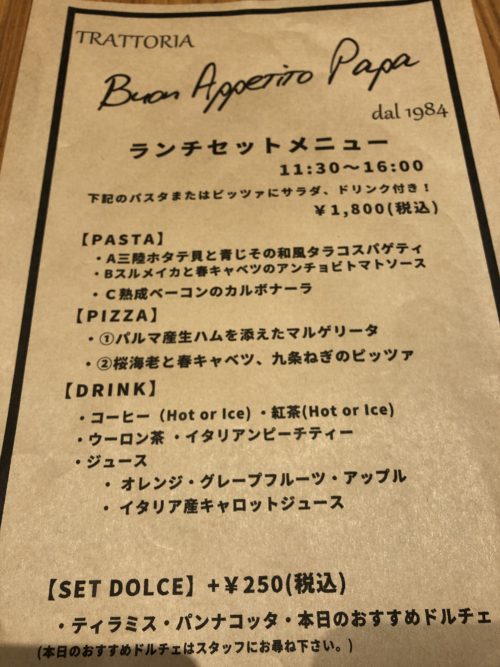 TRATTORIA
Buon Appetito Papa
dal 1984
ランチセットメニュー
11:30〜16:00
下記のパスタまたはピッツァにサラダ、ドリンク付き！
￥1,800(税込)
【PASTA】
・A三陸ホタテ貝と青じその和風タラコスパゲティ
・Bスルメイカと春キャベツのアンチョビトマトソース
・Ｃ熟成ベーコンのカルボナーラ
【PIZZA】
・①パルマ産生ハムを添えたマルゲリータ
・②桜海老と春キャベツ、九条ねぎのピッツァ
【DRINK】
・コーヒー（Hot or Ice）・紅茶(Hot or Ice)
・ウーロン茶 ・イタリアンピーチティー
・ジュース
・ オレンジ・グレープフルーツ・アップル
・ イタリア産キャロットジュース
【SET DOLCE】＋￥250(税込)
・ティラミス・パンナコッタ・本日のおすすめドルチェ
(本日のおすすめドルチェはスタッフにお尋ね下さい。)